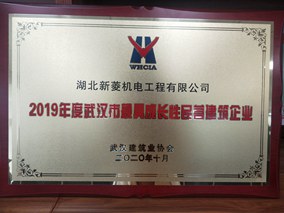 WHCIA
湖北新菱机电工程有限公司
2019年度武汉市最具成长性民营建筑企业
武汉建筑业协会
二〇二〇年十月